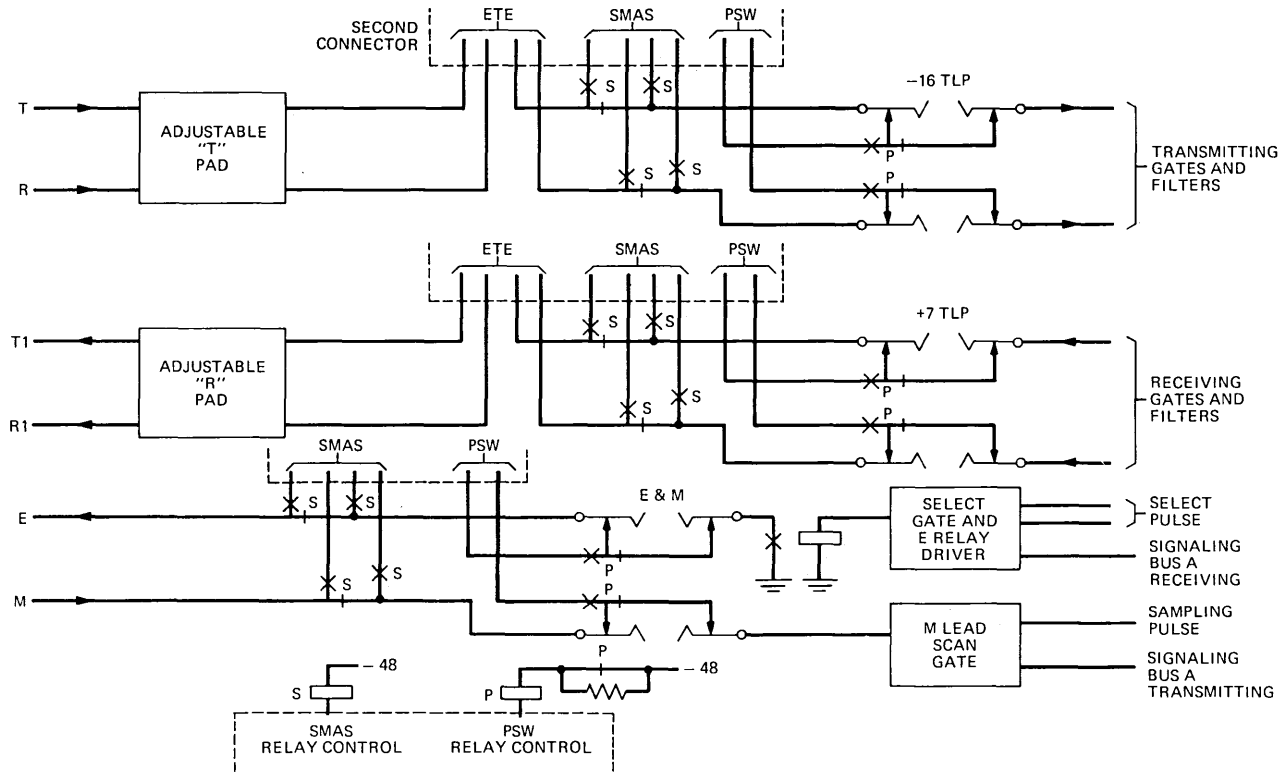 SECOND
CONNECTOR
ETE
SMAS
PSW
S
S
-16 TLP
T
ADJUSTABLE
"T"
PAD
P
S
S
P
R
TRANSMITTING
GATES AND
FILTERS
ETE
SMAS
PSW
S
S
+7 TLP
T1
ADJUSTABLE
"R"
PAD
P
S
S
P
R1
RECEIVING
GATES AND
FILTERS
SMAS
PSW
S
S
E & M
E
P
SELECT
GATE AND
E RELAY
DRIVER
SELECT
PULSE
SIGNALING
BUS A
RECEIVING
S
S
P
M
P
M LEAD
SCAN
GATE
SAMPLING
PULSE
SIGNALING
BUS A
TRANSMITTING
- 48
S
P
- 48
SMAS
RELAY CONTROL
PSW
RELAY CONTROL